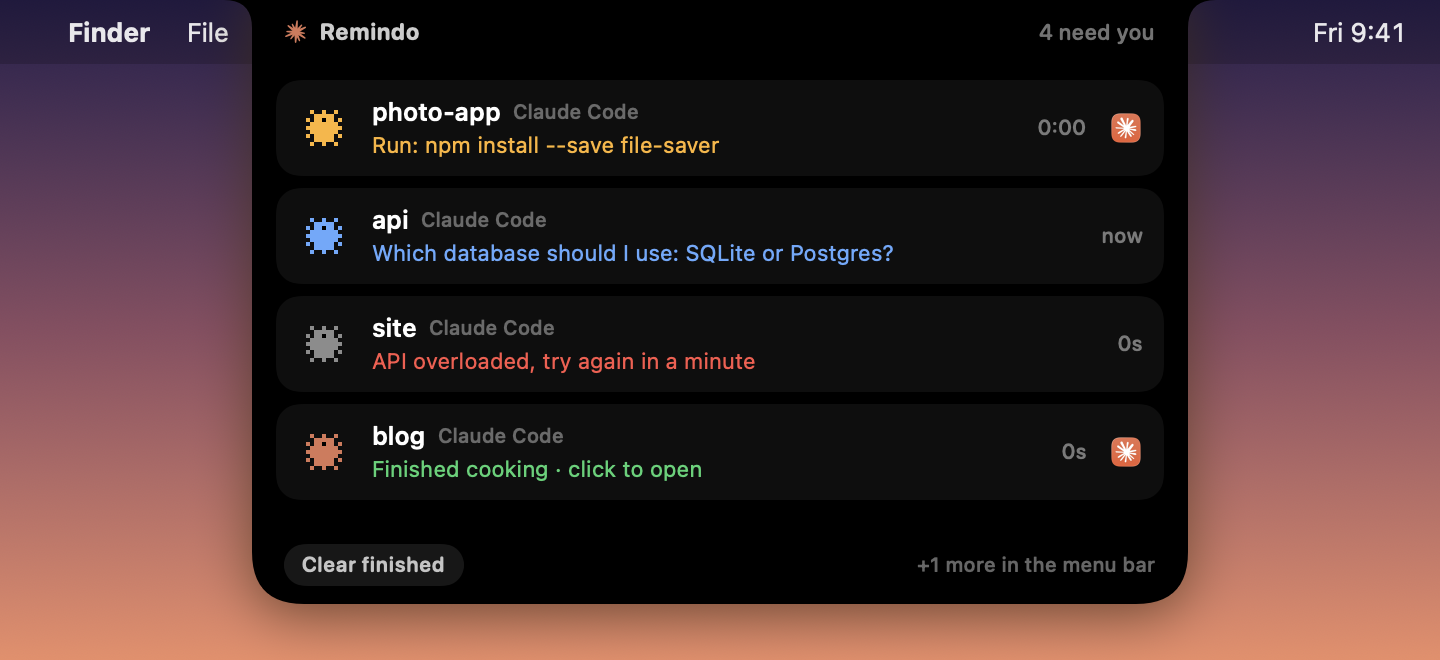 Finder File Remindo 4 need you Fri 9:41
photo-app Claude Code
Run: npm install --save file-saver
0:00
api Claude Code
Which database should I use: SQLite or Postgres?
now
site Claude Code
API overloaded, try again in a minute
0s
blog Claude Code
Finished cooking · click to open
0s
Clear finished +1 more in the menu bar